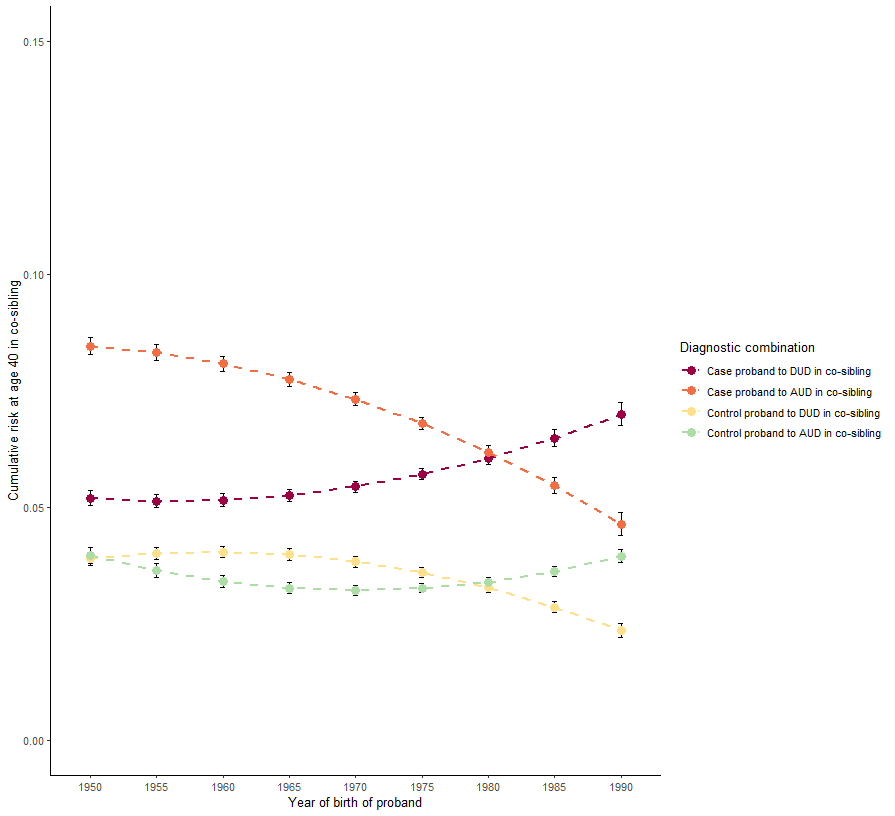 0.15
0.10
0.05
0.00
Cumulative risk at age 40 in co-sibling
1950 1955 1960 1965 1970 1975 1980 1985 1990
Year of birth of proband
Diagnostic combination
Case proband to DUD in co-sibling
Case proband to AUD in co-sibling
Control proband to DUD in co-sibling
Control proband to AUD in co-sibling